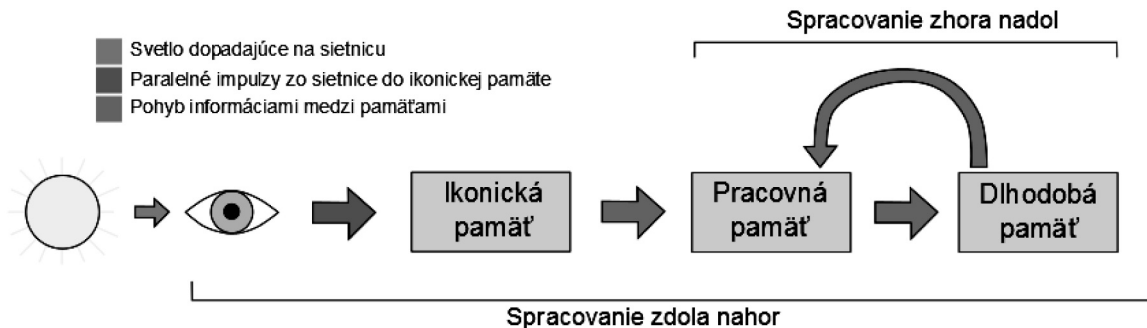 Spracovanie zhora nadol
Svetlo dopadajúce na sietnicu
Paralelné impulzy zo sietnice do ikonickej pamäte
Pohyb informáciami medzi pamäťami
Ikonická
pamäť
Pracovná
pamäť
Dlhodobá
pamäť
Spracovanie zdola nahor